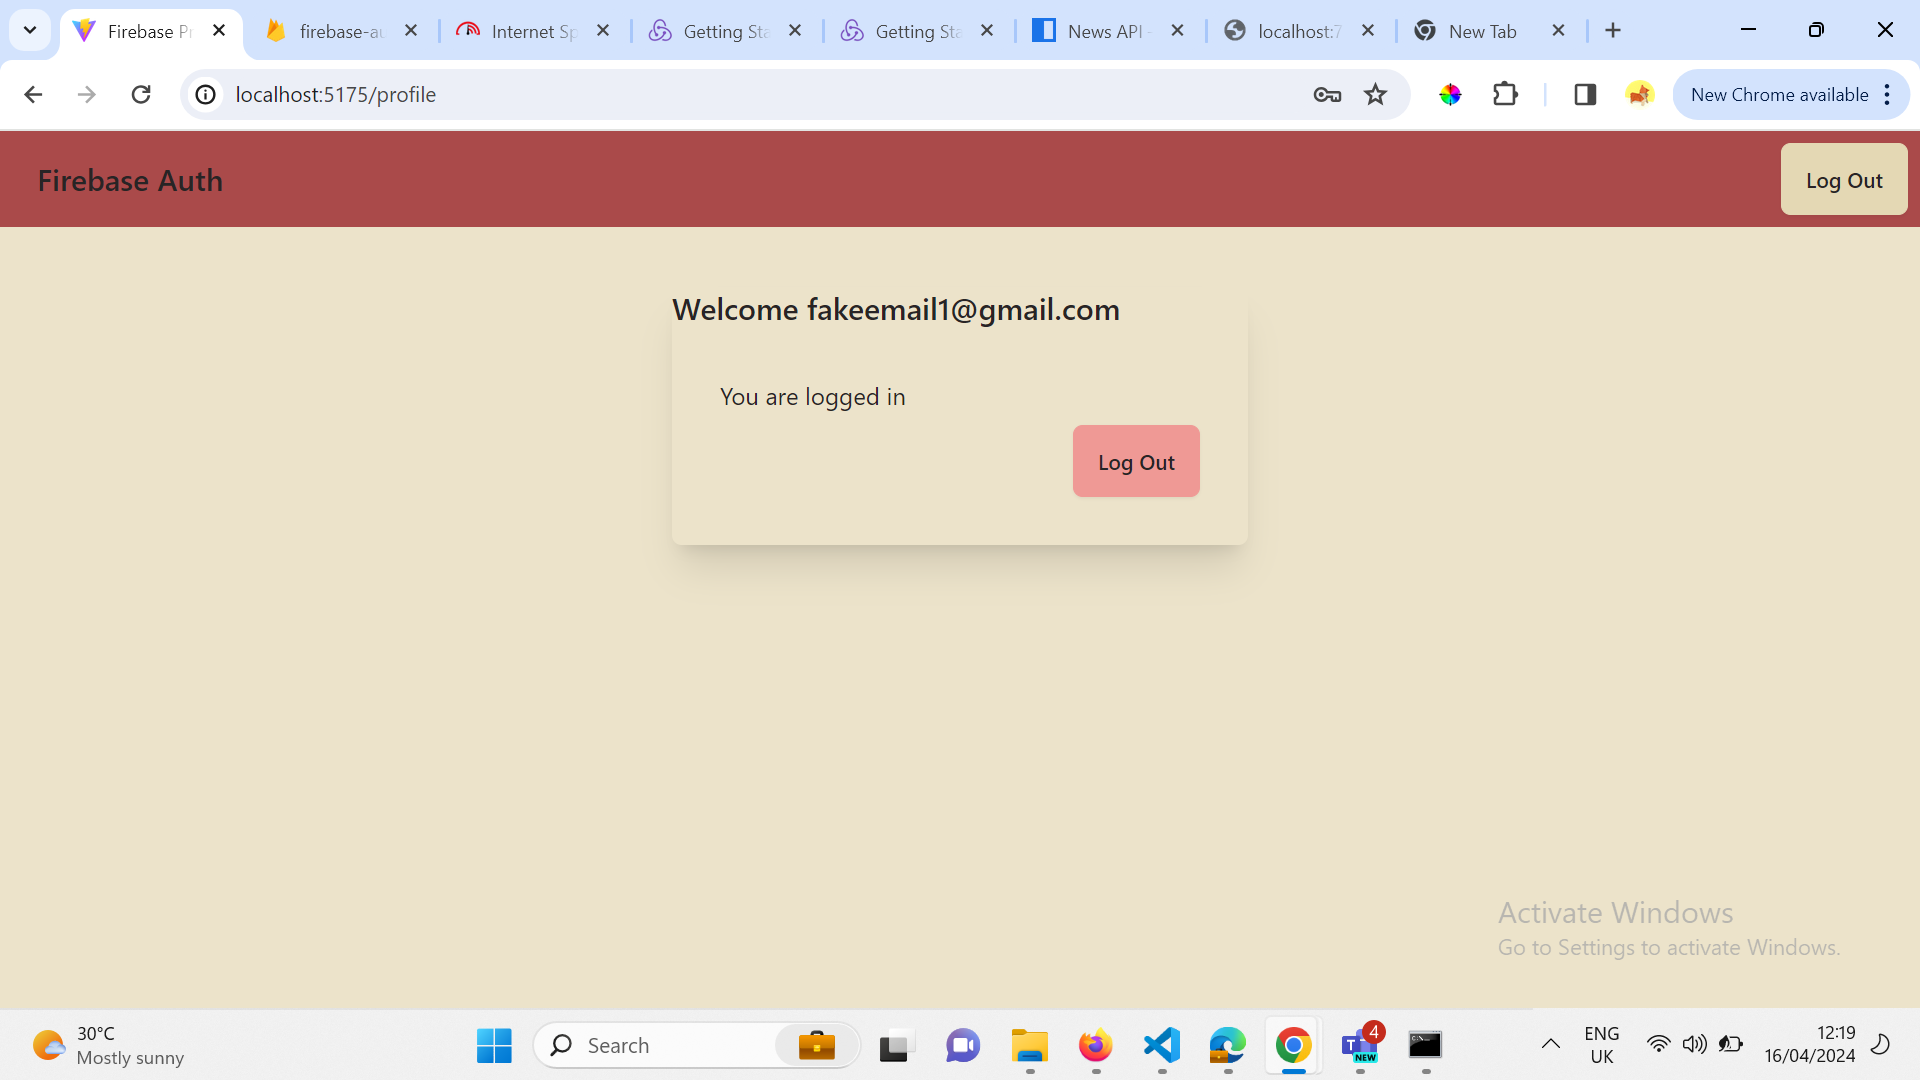 Firebase Pr
firebase-au
Internet Sp
Getting Sta
Getting Sta
News API -
localhost:7
New Tab
localhost:5175/profile
New Chrome available
Firebase Auth
Log Out
Welcome fakeemail1@gmail.com
You are logged in
Log Out
Activate Windows
Go to Settings to activate Windows.
30°C
Mostly sunny
Search
4
NEW
ENG
UK
12:19
16/04/2024